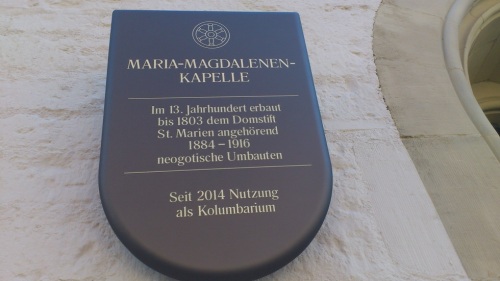 MARIA-MAGDALENEN-
KAPELLE
Im 13. Jahrhundert erbaut
bis 1803 dem Domstift
St. Marien angehörend
1884 – 1916
neogotische Umbauten
Seit 2014 Nutzung
als Kolumbarium